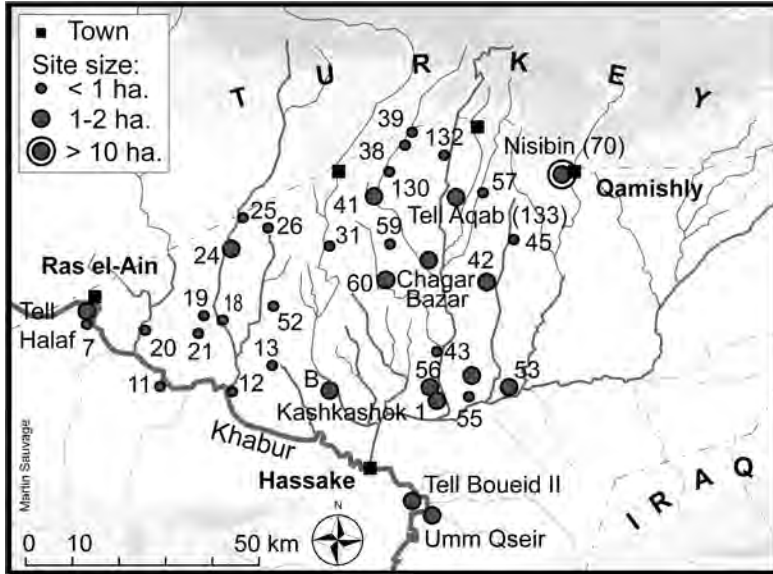 Town
Site size:
< 1 ha.
1-2 ha.
> 10 ha.
T U R K E Y
39
38
132
Nisibin (70)
130
57
Qamishly
41
Tell Aqab (133)
25
26
59
45
24
31
Ras el-Ain
Chagar
Bazar
60
42
Tell
Halaf
19
18
52
7
20
21
43
13
11
12
B
56
53
Kashkashok 1
55
Khabur
Hassake
Tell Boueid II
Umm Qseir
I R A Q
Martin Sauvage
N
0 10 50 km